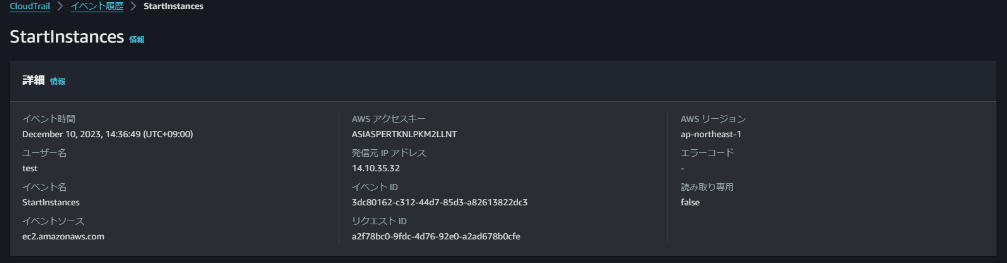 CloudTrail > イベント履歴 > StartInstances
StartInstances 情報
詳細 情報
イベント時間
December 10, 2023, 14:36:49 (UTC+09:00)
ユーザー名
test
イベント名
StartInstances
イベントソース
ec2.amazonaws.com
AWS アクセスキー
ASIASPERTKNLPKM2LLNT
発信元 IP アドレス
14.10.35.32
イベント ID
3dc80162-c312-44d7-85d3-a82613822dc3
リクエスト ID
a2f78bc0-9fdc-4d76-92e0-a2ad678b0cfe
AWS リージョン
ap-northeast-1
エラーコード
-
読み取り専用
false